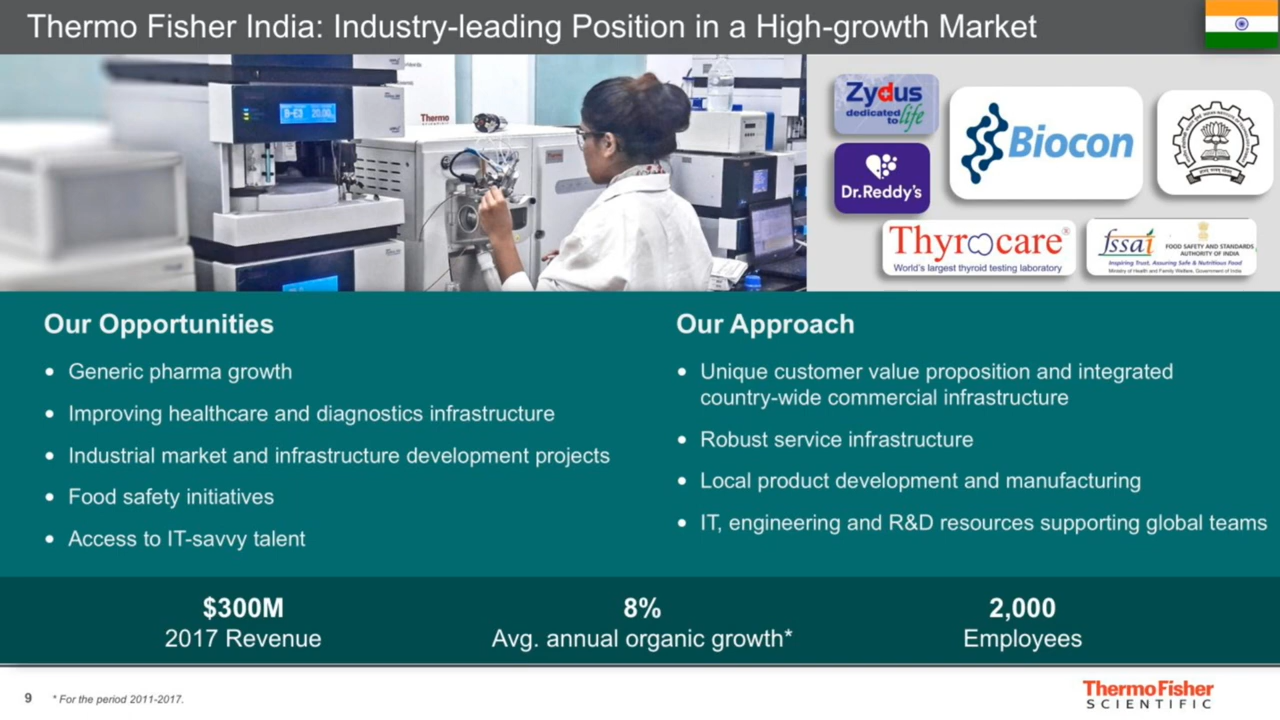 Thermo Fisher India: Industry-leading Position in a High-growth Market
Thermo
SCIENTIFIC
B-E3 20.00
Zydus
dedicated
to life
Biocon
Dr.Reddy's
Thyrocare®
World's largest thyroid testing laboratory
fssai
FOOD SAFETY AND STANDARDS
AUTHORITY OF INDIA
Inspiring Trust, Assuring Safe & Nutritious Food
Ministry of Health and Family Welfare, Government of India
Our Opportunities
• Generic pharma growth
• Improving healthcare and diagnostics infrastructure
• Industrial market and infrastructure development projects
• Food safety initiatives
• Access to IT-savvy talent
Our Approach
• Unique customer value proposition and integrated
country-wide commercial infrastructure
• Robust service infrastructure
• Local product development and manufacturing
• IT, engineering and R&D resources supporting global teams
$300M
2017 Revenue
8%
Avg. annual organic growth*
2,000
Employees
9
* For the period 2011-2017.
ThermoFisher
SCIENTIFIC